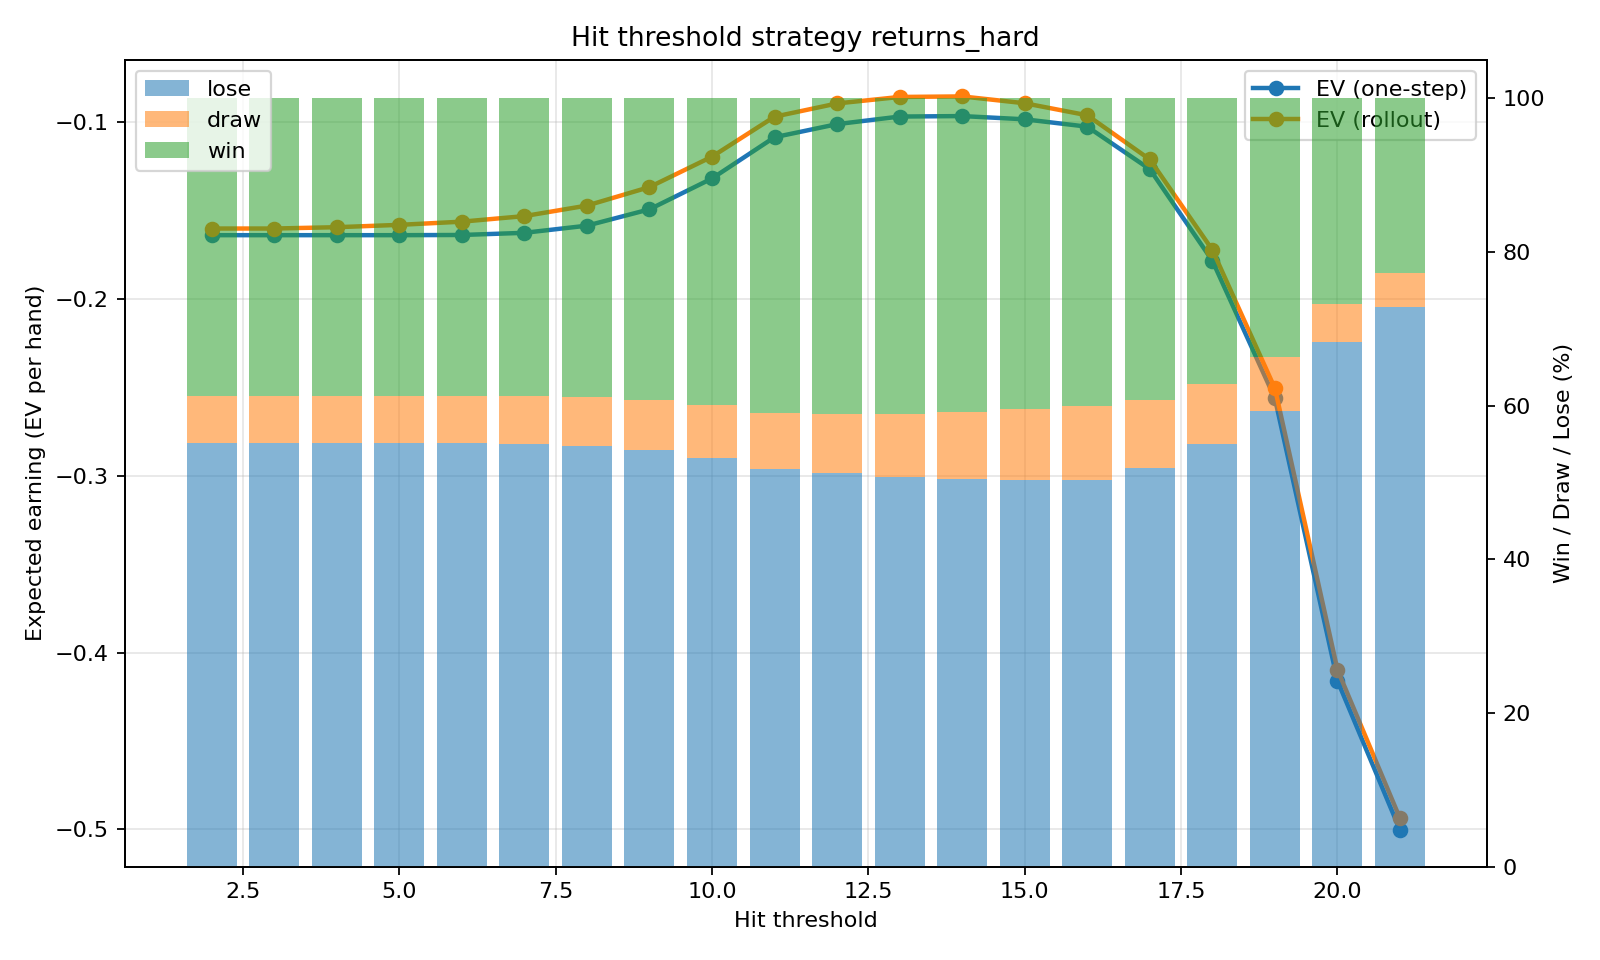 Hit threshold strategy returns_hard
lose
draw
win
EV (one-step)
EV (rollout)
Expected earning (EV per hand)
−0.1
−0.2
−0.3
−0.4
−0.5
100
80
60
40
20
0
Win / Draw / Lose (%)
2.5 5.0 7.5 10.0 12.5 15.0 17.5 20.0
Hit threshold